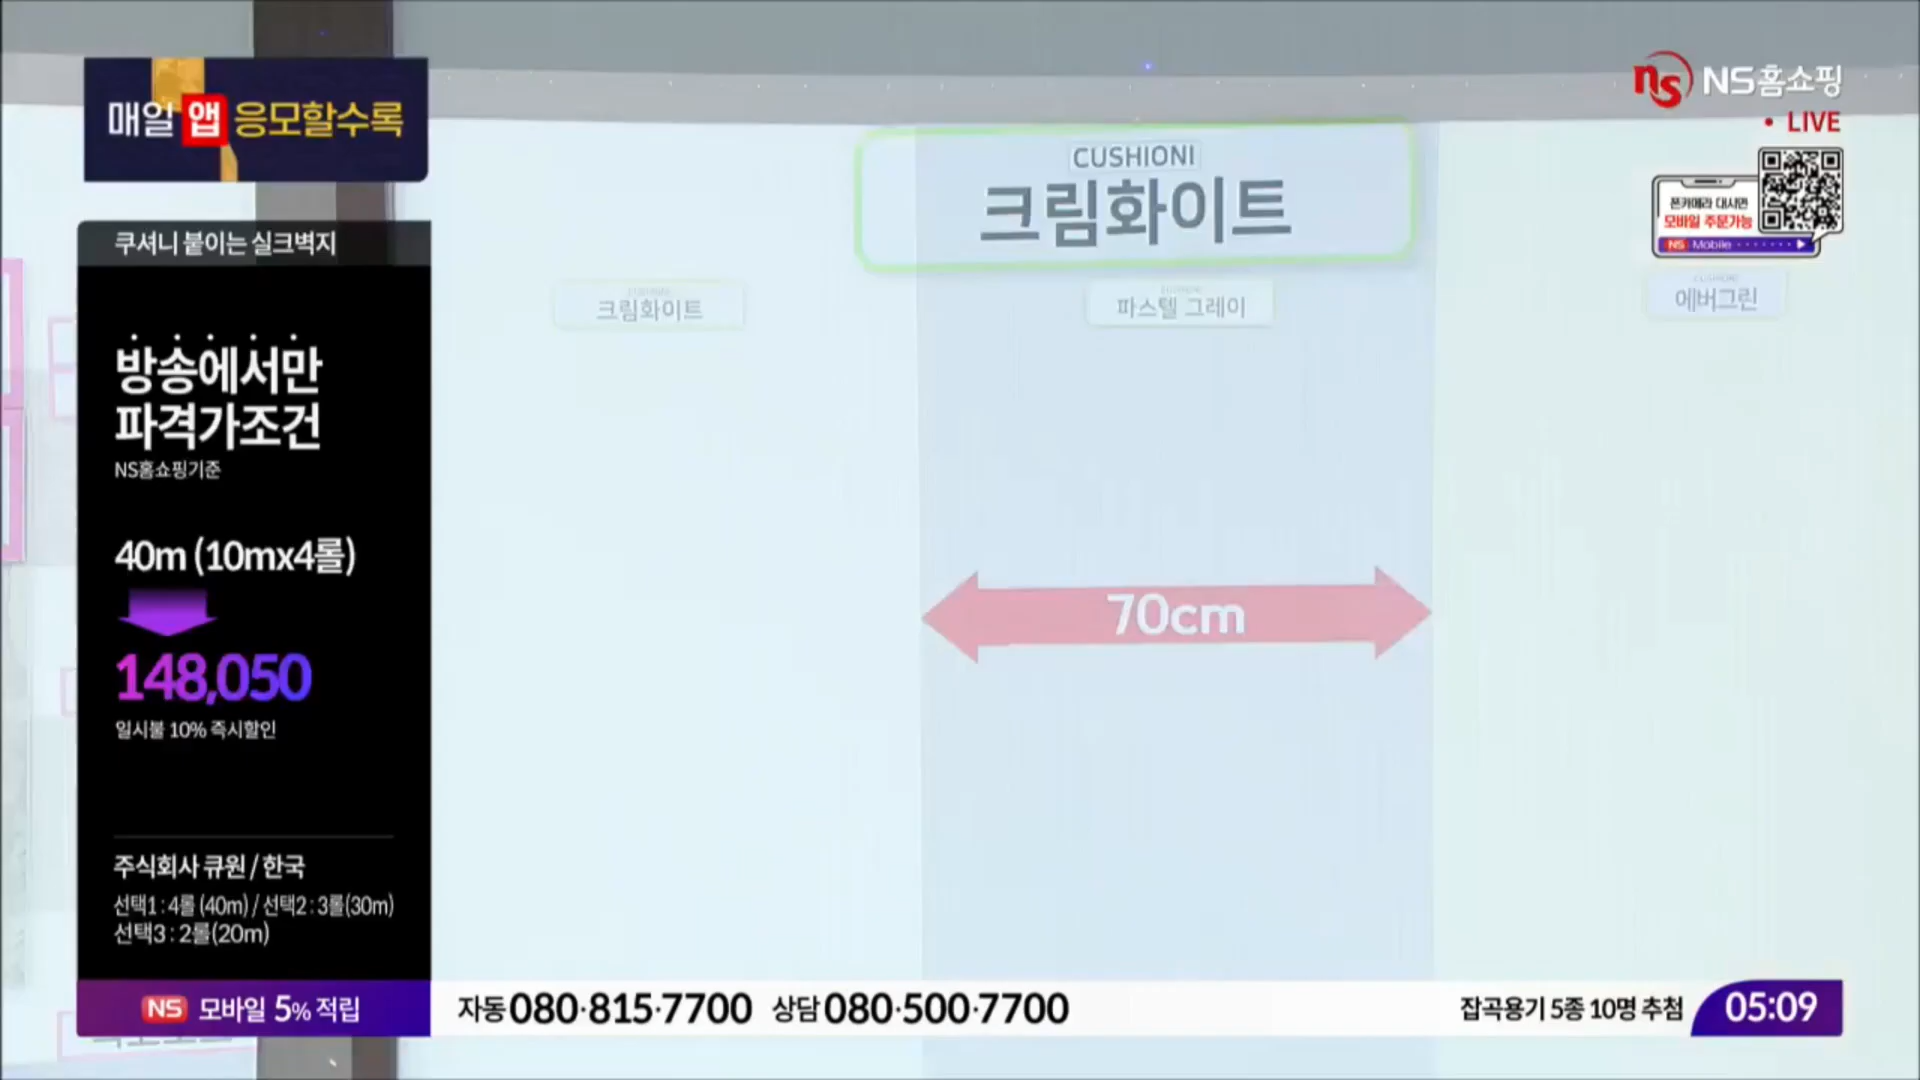 매일 앱 응모할수록
쿠셔니 붙이는 실크벽지
방송에서만
파격가조건
NS홈쇼핑기준
40m (10mx4롤)
148,050
일시불 10% 즉시할인
주식회사 큐원 / 한국
선택1 : 4롤 (40m) / 선택2 : 3롤(30m)
선택3 : 2롤(20m)
NS 모바일 5% 적립
CUSHIONI
크림화이트
크림화이트
파스텔 그레이
에버그린
70cm
ns NS홈쇼핑
• LIVE
폰카메라 대시면
모바일 주문가능
NS Mobile
자동 080·815·7700 상담 080·500·7700
잡곡용기 5종 10명 추첨 05:09